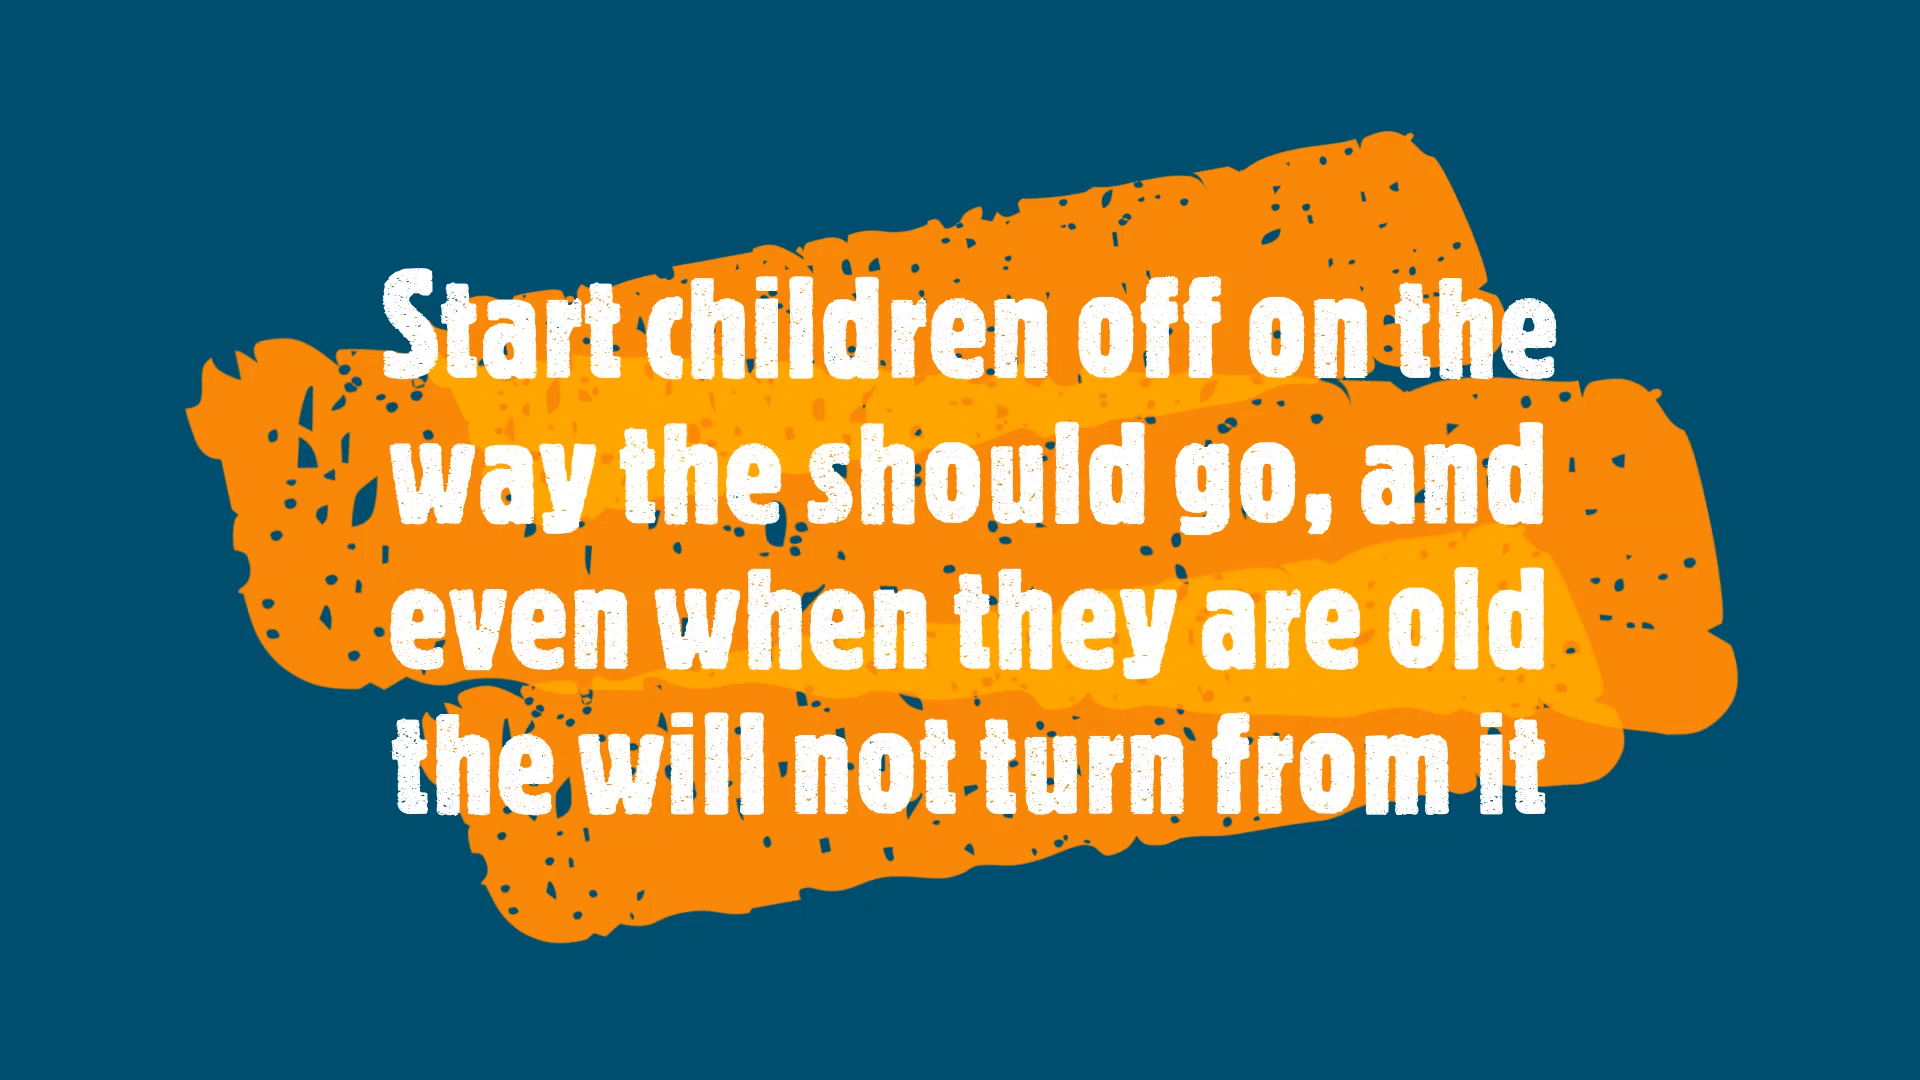 Start children off on the
way the should go, and
even when they are old
the will not turn from it